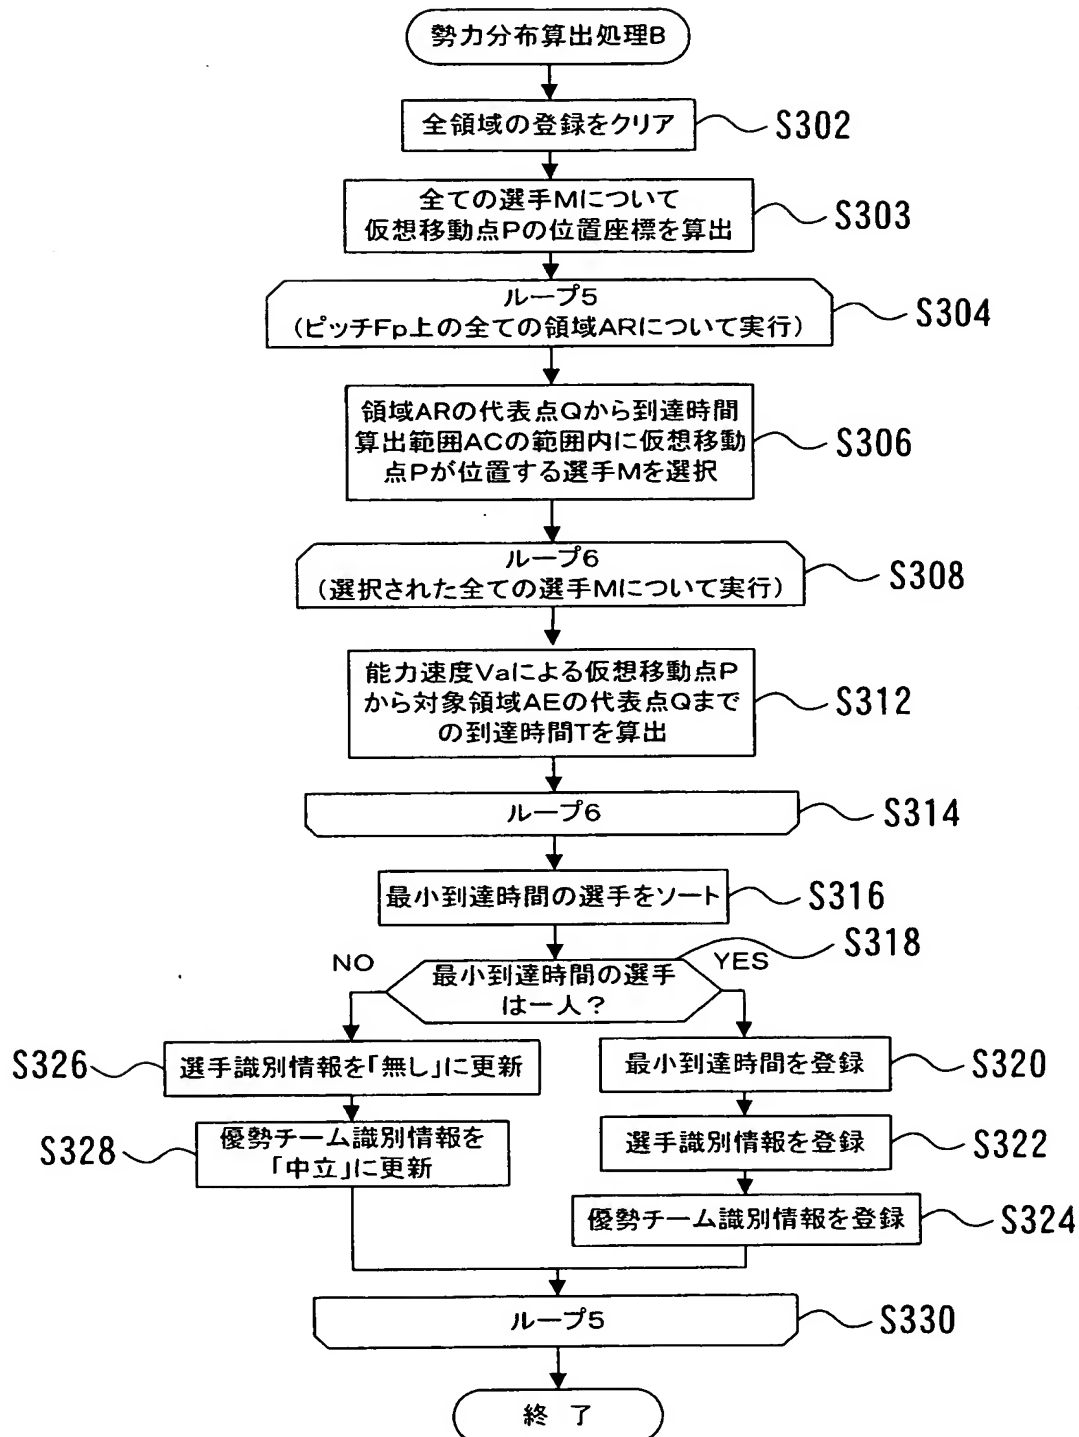 勢力分布算出処理B
全領域の登録をクリア
S302
全ての選手Mについて
仮想移動点Pの位置座標を算出
S303
ループ5
(ピッチFp上の全ての領域ARについて実行)
S304
領域ARの代表点Qから到達時間
算出範囲ACの範囲内に仮想移動
点Pが位置する選手Mを選択
S306
ループ6
(選択された全ての選手Mについて実行)
S308
能力速度Vaによる仮想移動点P
から対象領域AEの代表点Qまで
の到達時間Tを算出
S312
ループ6
S314
最小到達時間の選手をソート
S316
S318
NO
YES
最小到達時間の選手
は一人?
S326
選手識別情報を「無し」に更新
最小到達時間を登録
S320
S328
優勢チーム識別情報を
「中立」に更新
選手識別情報を登録
S322
優勢チーム識別情報を登録
S324
ループ5
S330
終 了